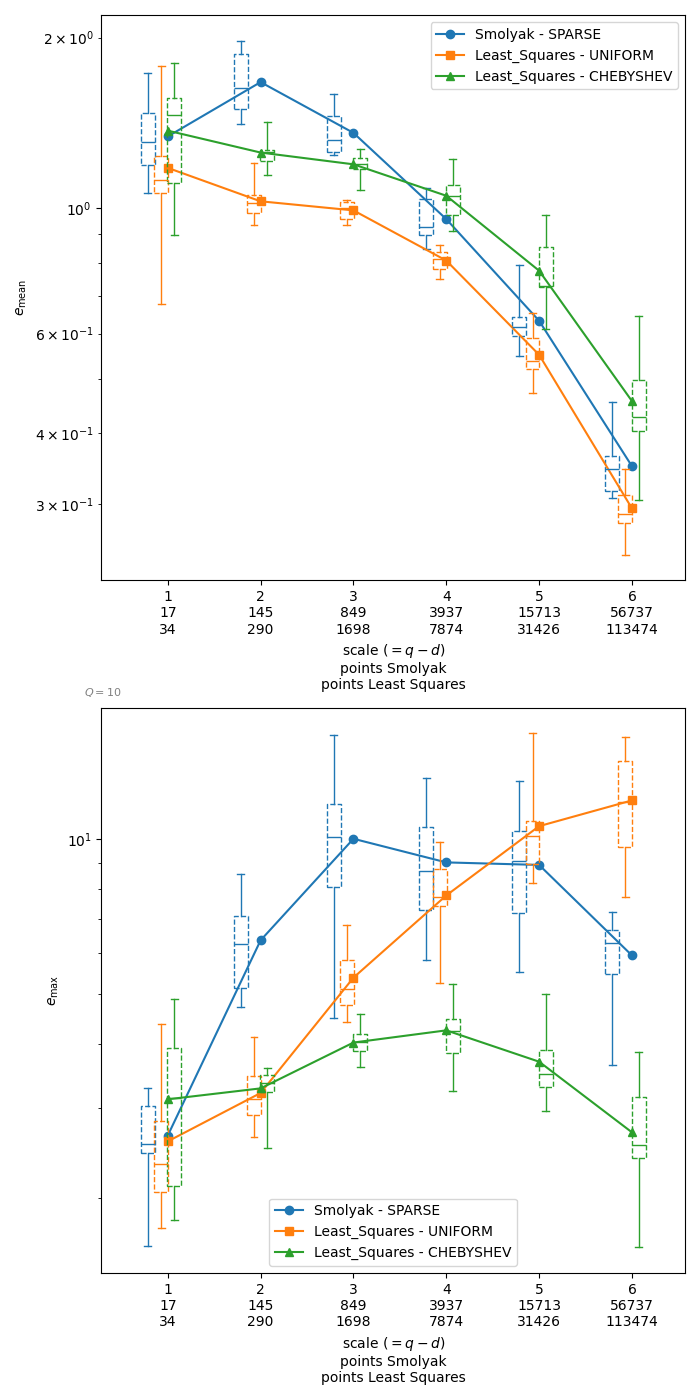 2 × 10⁰
10⁰
6 × 10⁻¹
4 × 10⁻¹
3 × 10⁻¹
e_mean
Smolyak - SPARSE
Least_Squares - UNIFORM
Least_Squares - CHEBYSHEV
1 2 3 4 5 6
17 145 849 3937 15713 56737
34 290 1698 7874 31426 113474
scale (= q − d)
points Smolyak
points Least Squares
Q = 10
10¹
e_max
Smolyak - SPARSE
Least_Squares - UNIFORM
Least_Squares - CHEBYSHEV
1 2 3 4 5 6
17 145 849 3937 15713 56737
34 290 1698 7874 31426 113474
scale (= q − d)
points Smolyak
points Least Squares